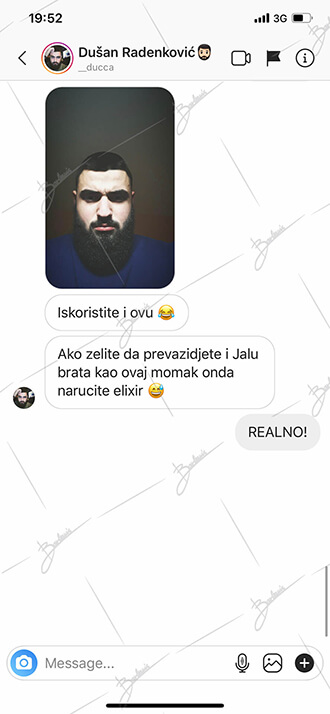 19:52
3G
Dušan Radenković🧔🏻
__ducca
Iskoristite i ovu 😂
Ako zelite da prevazidjete i Jalu
brata kao ovaj momak onda
narucite elixir 😅
REALNO!
Message...